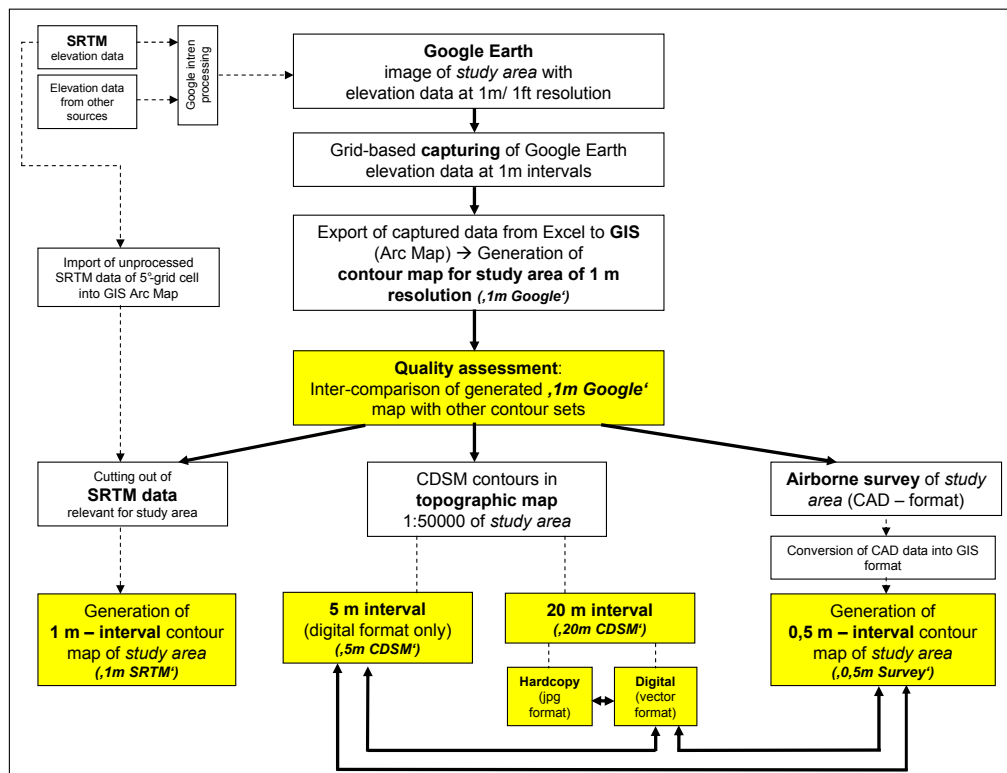 SRTM
elevation data
Elevation data
from other
sources
Google intren
processing
Google Earth
image of study area with
elevation data at 1m/ 1ft resolution
Grid-based capturing of Google Earth
elevation data at 1m intervals
Export of captured data from Excel to GIS
(Arc Map) → Generation of
contour map for study area of 1 m
resolution (‚1m Google‘)
Import of unprocessed
SRTM data of 5°-grid cell
into GIS Arc Map
Quality assessment:
Inter-comparison of generated ‚1m Google‘
map with other contour sets
Cutting out of
SRTM data
relevant for study area
CDSM contours in
topographic map
1:50000 of study area
Airborne survey of study
area (CAD – format)
Conversion of CAD data into GIS
format
Generation of
1 m – interval contour
map of study area
(‚1m SRTM‘)
5 m interval
(digital format only)
(‚5m CDSM‘)
20 m interval
(‚20m CDSM‘)
Hardcopy
(jpg
format)
Digital
(vector
format)
Generation of
0,5 m – interval contour
map of study area
(‚0,5m Survey‘)